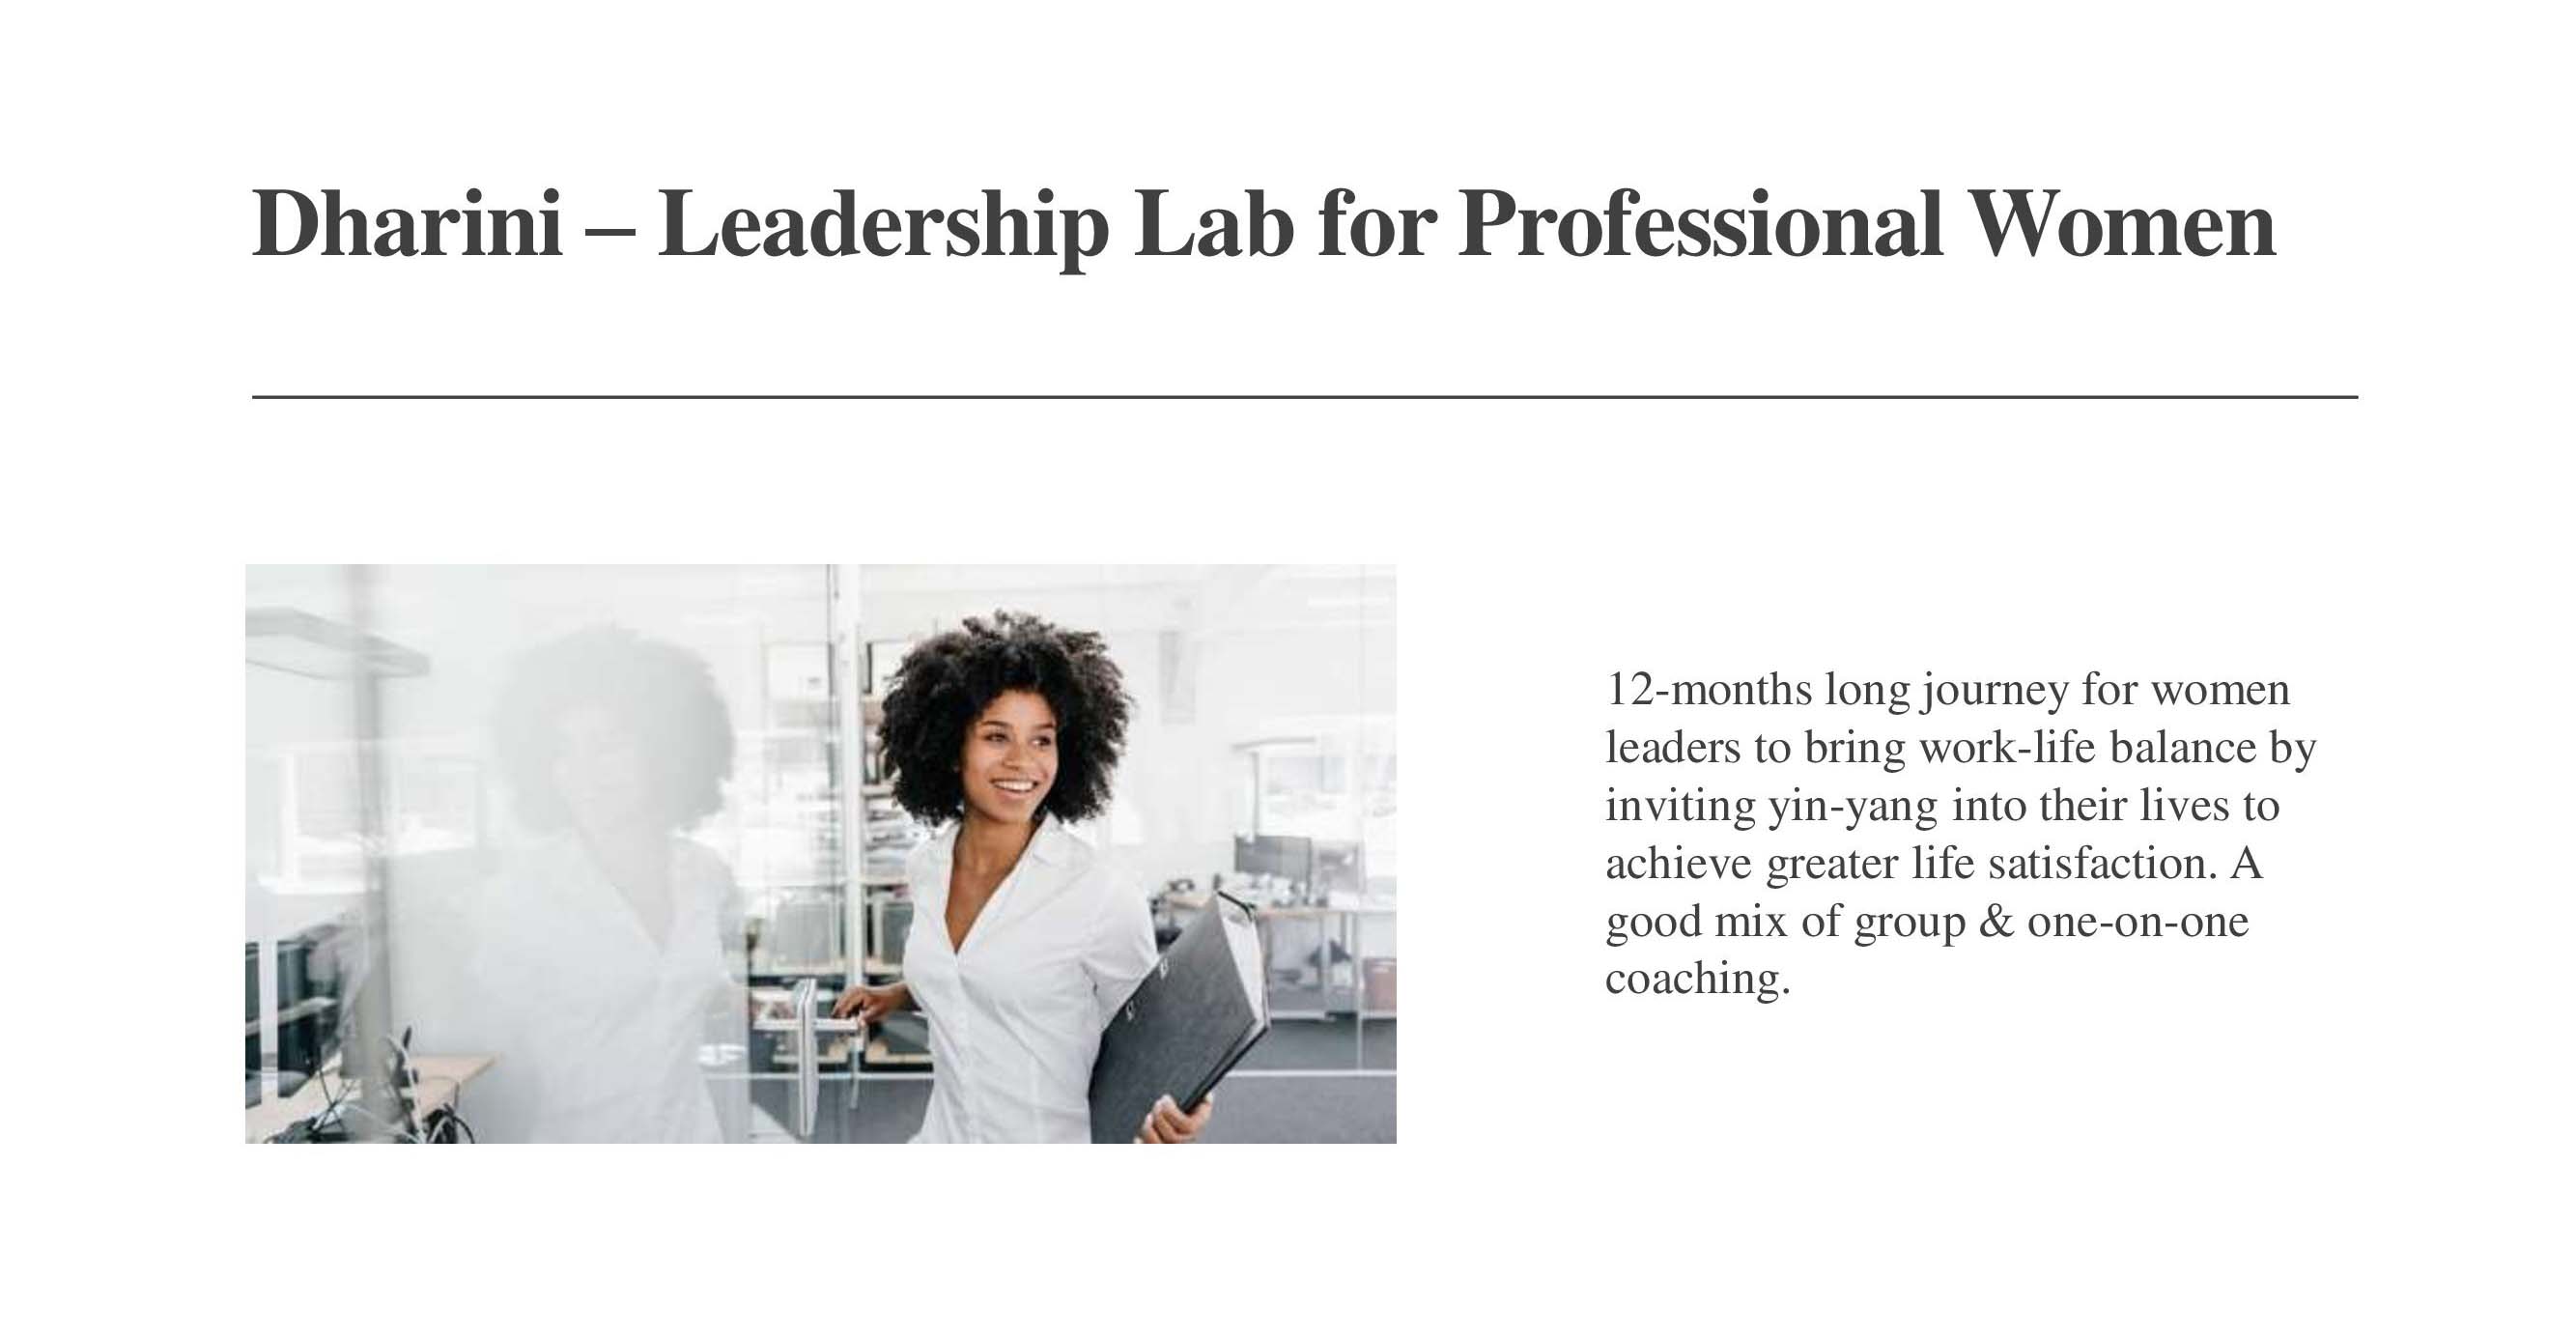 Dharini – Leadership Lab for Professional Women
12-months long journey for women
leaders to bring work-life balance by
inviting yin-yang into their lives to
achieve greater life satisfaction. A
good mix of group & one-on-one
coaching.